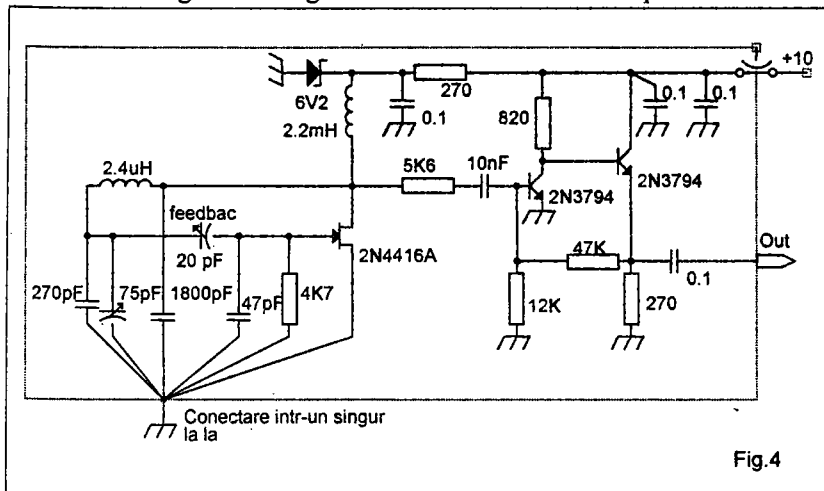 +10
6V2
270
0.1
0.1
0.1
2.2mH
820
2.4uH
5K6
10nF
2N3794
2N3794
feedbac
20 pF
2N4416A
47K
Out
0.1
270pF
75pF
1800pF
47pF
4K7
12K
270
Conectare intr-un singur
la la
Fig.4